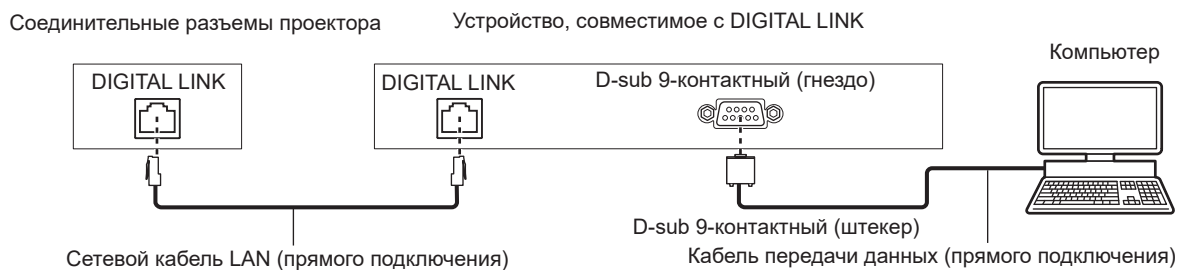 Соединительные разъемы проектора
Устройство, совместимое с DIGITAL LINK
Компьютер
DIGITAL LINK
DIGITAL LINK
D-sub 9-контактный (гнездо)
D-sub 9-контактный (штекер)
Сетевой кабель LAN (прямого подключения)
Кабель передачи данных (прямого подключения)